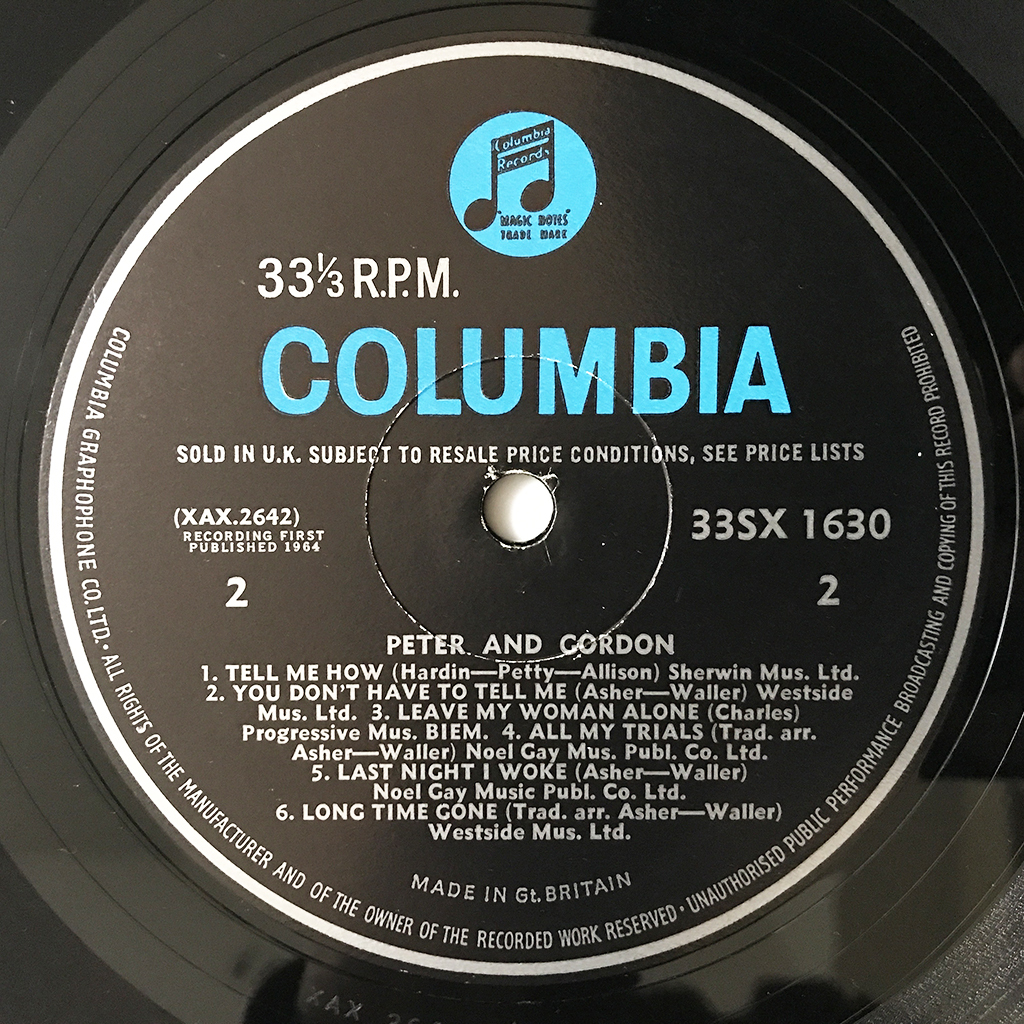 Columbia
Records
"MAGIC NOTES"
TRADE MARK
33⅓ R.P.M.
COLUMBIA
SOLD IN U.K. SUBJECT TO RESALE PRICE CONDITIONS, SEE PRICE LISTS
(XAX.2642)
RECORDING FIRST
PUBLISHED 1964
33SX 1630
2
2
PETER AND GORDON
1. TELL ME HOW (Hardin—Petty—Allison) Sherwin Mus. Ltd.
2. YOU DON'T HAVE TO TELL ME (Asher—Waller) Westside
Mus. Ltd. 3. LEAVE MY WOMAN ALONE (Charles)
Progressive Mus. BIEM. 4. ALL MY TRIALS (Trad. arr.
Asher—Waller) Noel Gay Mus. Publ. Co. Ltd.
5. LAST NIGHT I WOKE (Asher—Waller)
Noel Gay Music Publ. Co. Ltd.
6. LONG TIME GONE (Trad. arr. Asher—Waller)
Westside Mus. Ltd.
MADE IN Gt. BRITAIN
COLUMBIA GRAPHOPHONE CO. LTD. • ALL RIGHTS OF THE MANUFACTURER AND OF THE OWNER OF THE RECORDED WORK RESERVED • UNAUTHORISED PUBLIC PERFORMANCE BROADCASTING AND COPYING OF THIS RECORD PROHIBITED
XAX